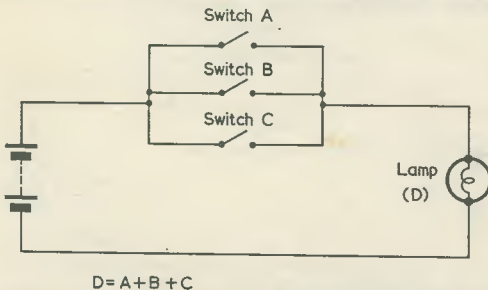 Switch A
Switch B
Switch C
Lamp
(D)
D=A+B+C